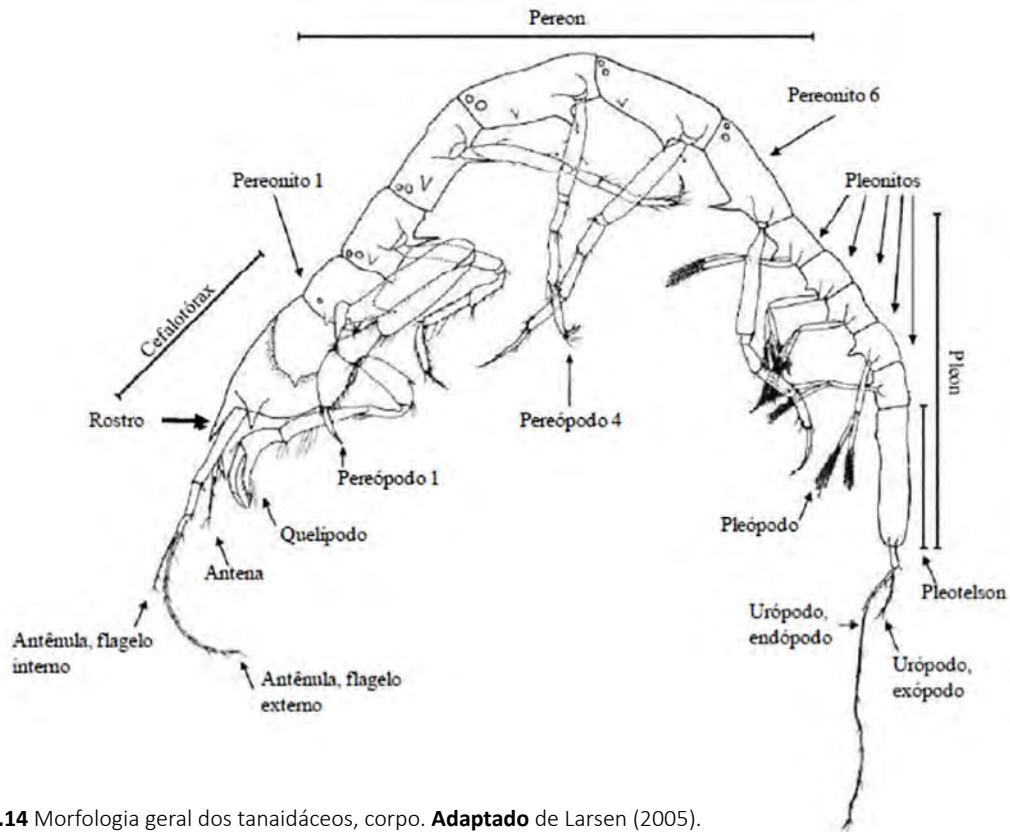 Pereon
Pereonito 6
Pereonito 1
Pleonitos
Cefalotórax
Pleon
Rostro
Pereópodo 4
Pereópodo 1
Pleópodo
Quelípodo
Antena
Pleotelson
Antênula, flagelo
interno
Urópodo,
endópodo
Antênula, flagelo
externo
Urópodo,
exópodo
.14 Morfologia geral dos tanaidáceos, corpo. Adaptado de Larsen (2005).